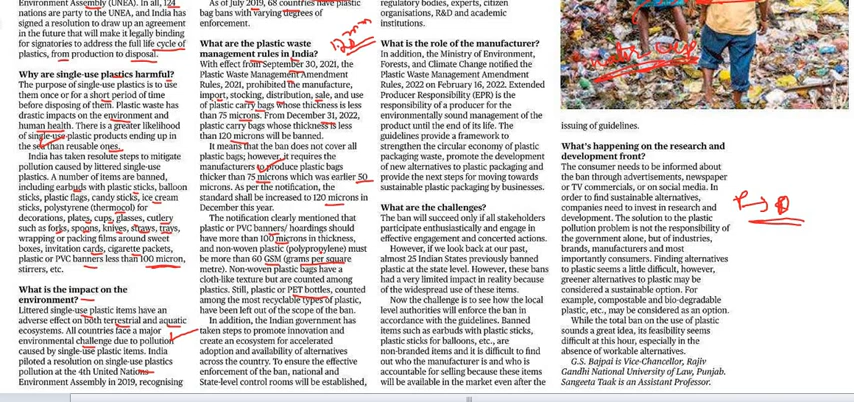 Environment Assembly (UNEA). In all, 124
nations are party to the UNEA, and India has
signed a resolution to draw up an agreement
in the future that will make it legally binding
for signatories to address the full life cycle of
plastics, from production to disposal.
Why are single-use plastics harmful?
The purpose of single-use plastics is to use
them once or for a short period of time
before disposing of them. Plastic waste has
drastic impacts on the environment and
human health. There is a greater likelihood
of single-use plastic products ending up in
the sea than reusable ones.
India has taken resolute steps to mitigate
pollution caused by littered single-use
plastics. A number of items are banned,
including earbuds with plastic sticks, balloon
sticks, plastic flags, candy sticks, ice cream
sticks, polystyrene (thermocol) for
decorations, plates, cups, glasses, cutlery
such as forks, spoons, knives, straws, trays,
wrapping or packing films around sweet
boxes, invitation cards, cigarette packets,
plastic or PVC banners less than 100 micron,
stirrers, etc.
What is the impact on the
environment?
Littered single-use plastic items have an
adverse effect on both terrestrial and aquatic
ecosystems. All countries face a major
environmental challenge due to pollution
caused by single-use plastic items. India
piloted a resolution on single-use plastics
pollution at the 4th United Nations
Environment Assembly in 2019, recognising
As of July 2019, 68 countries have plastic
bag bans with varying degrees of
enforcement.
What are the plastic waste
management rules in India?
With effect from September 30, 2021, the
Plastic Waste Management Amendment
Rules, 2021, prohibited the manufacture,
import, stocking, distribution, sale, and use
of plastic carry bags whose thickness is less
than 75 microns. From December 31, 2022,
plastic carry bags whose thickness is less
than 120 microns will be banned.
It means that the ban does not cover all
plastic bags; however, it requires the
manufacturers to produce plastic bags
thicker than 75 microns which was earlier 50
microns. As per the notification, the
standard shall be increased to 120 microns in
December this year.
The notification clearly mentioned that
plastic or PVC banners/ hoardings should
have more than 100 microns in thickness,
and non-woven plastic (polypropylene) must
be more than 60 GSM (grams per square
metre). Non-woven plastic bags have a
cloth-like texture but are counted among
plastics. Still, plastic or PET bottles, counted
among the most recyclable types of plastic,
have been left out of the scope of the ban.
In addition, the Indian government has
taken steps to promote innovation and
create an ecosystem for accelerated
adoption and availability of alternatives
across the country. To ensure the effective
enforcement of the ban, national and
State-level control rooms will be established,
regulatory bodies, experts, citizen
organisations, R&D and academic
institutions.
What is the role of the manufacturer?
In addition, the Ministry of Environment,
Forests, and Climate Change notified the
Plastic Waste Management Amendment
Rules, 2022 on February 16, 2022. Extended
Producer Responsibility (EPR) is the
responsibility of a producer for the
environmentally sound management of the
product until the end of its life. The
guidelines provide a framework to
strengthen the circular economy of plastic
packaging waste, promote the development
of new alternatives to plastic packaging and
provide the next steps for moving towards
sustainable plastic packaging by businesses.
What are the challenges?
The ban will succeed only if all stakeholders
participate enthusiastically and engage in
effective engagement and concerted actions.
However, if we look back at our past,
almost 25 Indian States previously banned
plastic at the state level. However, these bans
had a very limited impact in reality because
of the widespread use of these items.
Now the challenge is to see how the local
level authorities will enforce the ban in
accordance with the guidelines. Banned
items such as earbuds with plastic sticks,
plastic sticks for balloons, etc., are
non-branded items and it is difficult to find
out who the manufacturer is and who is
accountable for selling because these items
will be available in the market even after the
issuing of guidelines.
What's happening on the research and
development front?
The consumer needs to be informed about
the ban through advertisements, newspaper
or TV commercials, or on social media. In
order to find sustainable alternatives,
companies need to invest in research and
development. The solution to the plastic
pollution problem is not the responsibility of
the government alone, but of industries,
brands, manufacturers and most
importantly consumers. Finding alternatives
to plastic seems a little difficult, however,
greener alternatives to plastic may be
considered a sustainable option. For
example, compostable and bio-degradable
plastic, etc., may be considered as an option.
While the total ban on the use of plastic
sounds a great idea, its feasibility seems
difficult at this hour, especially in the
absence of workable alternatives.
G.S. Bajpai is Vice-Chancellor, Rajiv
Gandhi National University of Law, Punjab.
Sangeeta Taak is an Assistant Professor.